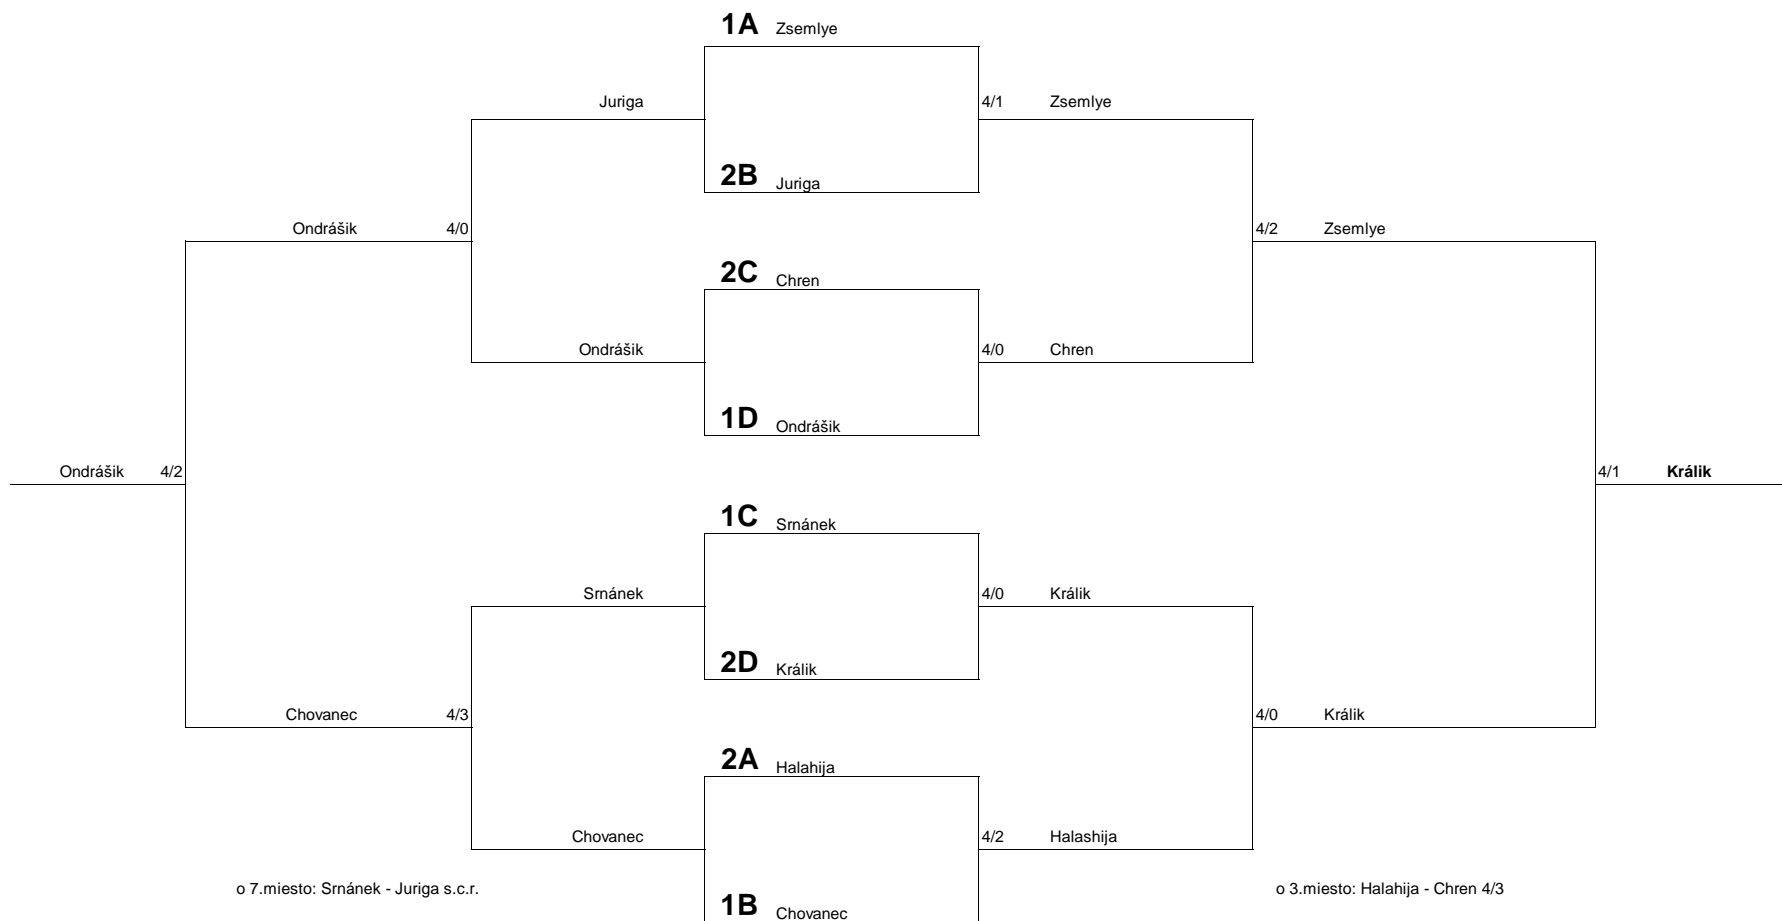 1A Zsemlye
Juriga 4/1 Zsemlye
2B Juriga
Ondrášik 4/0 4/2 Zsemlye
2C Chren
Ondrášik 4/0 Chren
1D Ondrášik
Ondrášik 4/2 4/1 Králik
1C Srnánek
Srnánek 4/0 Králik
2D Králik
Chovanec 4/3 4/0 Králik
2A Halahija
Chovanec 4/2 Halashija
o 7.miesto: Srnánek - Juriga s.c.r. o 3.miesto: Halahija - Chren 4/3
1B Chovanec